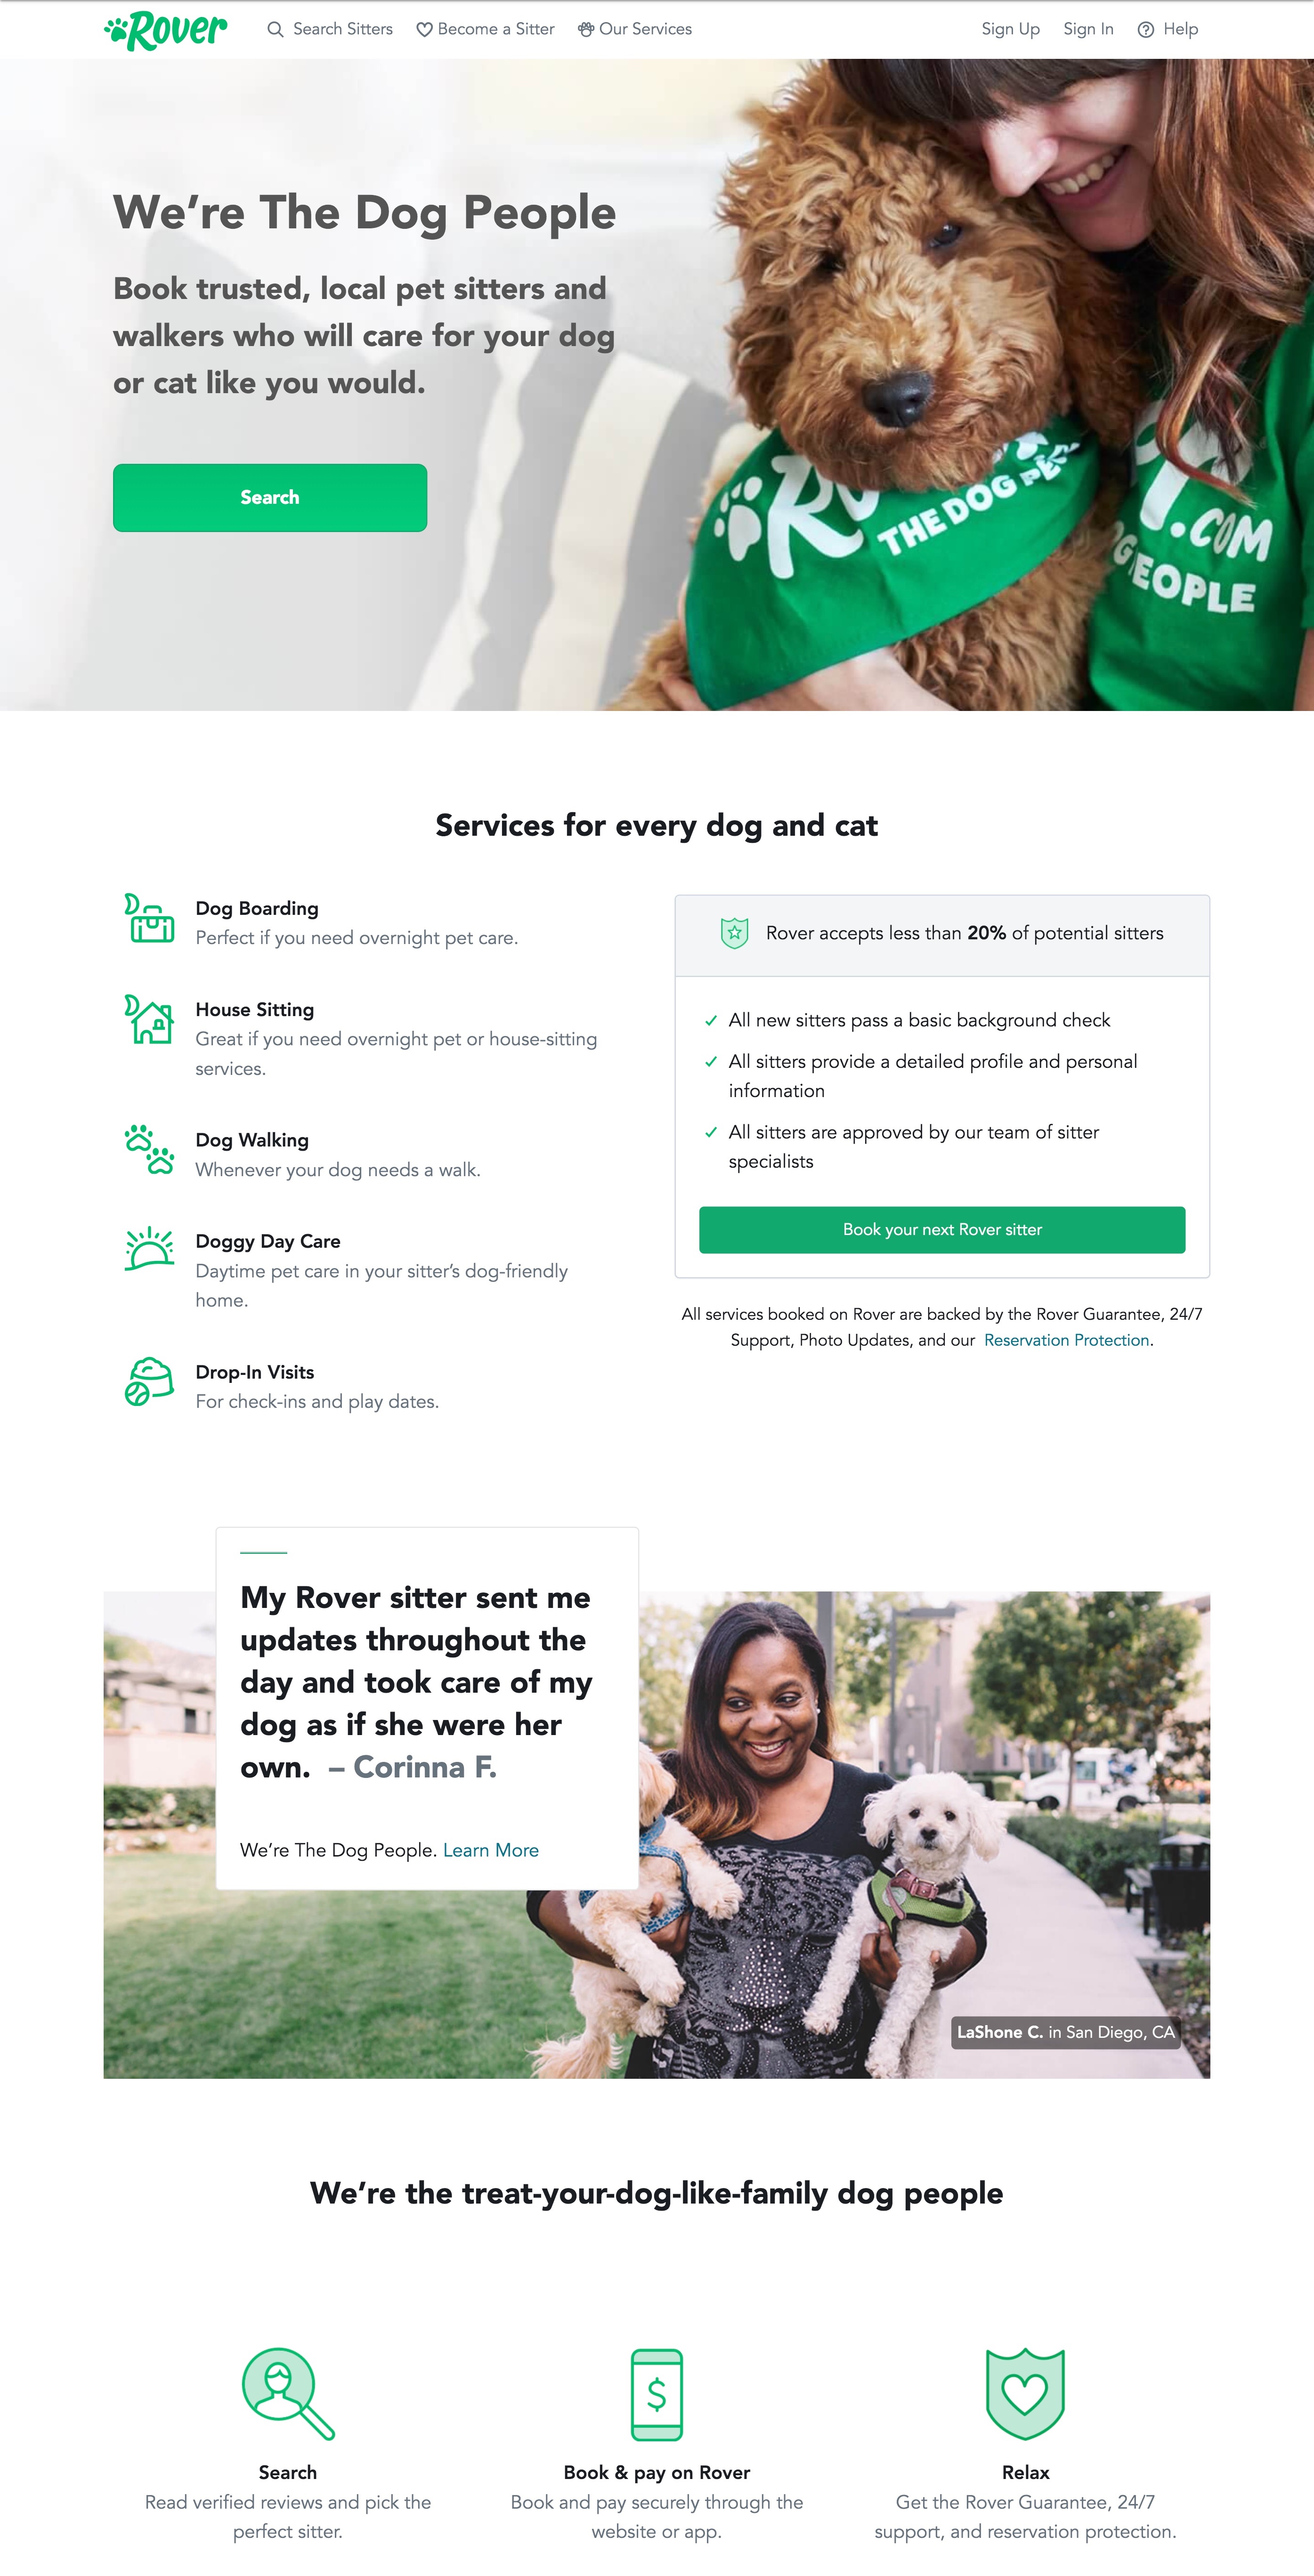 Rover
Search Sitters
Become a Sitter
Our Services
Sign Up
Sign In
Help
We’re The Dog People
Book trusted, local pet sitters and
walkers who will care for your dog
or cat like you would.
Search
THE DOG
.COM
EOPLE
Services for every dog and cat
Dog Boarding
Perfect if you need overnight pet care.
House Sitting
Great if you need overnight pet or house-sitting
services.
Dog Walking
Whenever your dog needs a walk.
Doggy Day Care
Daytime pet care in your sitter’s dog-friendly
home.
Drop-In Visits
For check-ins and play dates.
Rover accepts less than 20% of potential sitters
All new sitters pass a basic background check
All sitters provide a detailed profile and personal
information
All sitters are approved by our team of sitter
specialists
Book your next Rover sitter
All services booked on Rover are backed by the Rover Guarantee, 24/7
Support, Photo Updates, and our Reservation Protection.
My Rover sitter sent me
updates throughout the
day and took care of my
dog as if she were her
own. – Corinna F.
We’re The Dog People. Learn More
LaShone C. in San Diego, CA
We’re the treat-your-dog-like-family dog people
$
Search
Read verified reviews and pick the
perfect sitter.
Book & pay on Rover
Book and pay securely through the
website or app.
Relax
Get the Rover Guarantee, 24/7
support, and reservation protection.